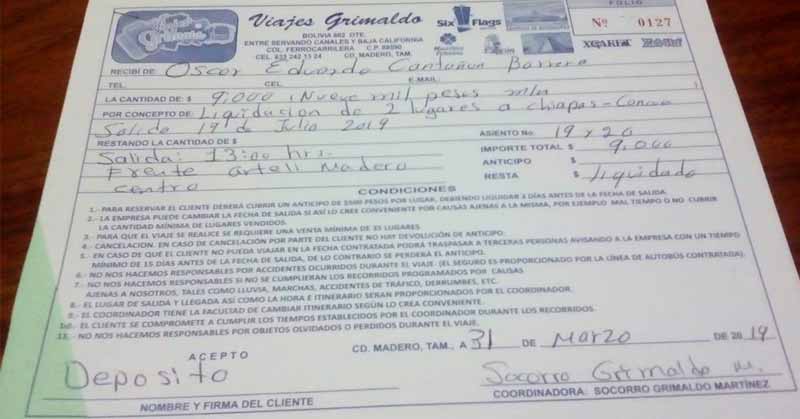 Viajes Grimaldo
Six Flags
FOLIO
Nº 0127
BOLIVIA 602 OTE.
ENTRE SERVANDO CANALES Y BAJA CALIFORNIA
COL. FERROCARRILERA C.P. 89590
CEL. 833 242 15 24 CD. MADERO, TAM.
XCARET
RECIBÍ DE: Oscar Eduardo Cantañon Barrera
TEL. CEL. E-MAIL:
LA CANTIDAD DE: $ 9,000 (Nueve mil pesos m/n)
POR CONCEPTO DE: Liquidacion de 2 lugares a chiapas-Cancun
Salida 19 de Julio 2019
ASIENTO No. 19 y 20
RESTANDO LA CANTIDAD DE $
IMPORTE TOTAL $ 9,000
Salida: 13:00 hrs.
ANTICIPO $
Frente arteli Madero
RESTA $ Liquidado
centro
CONDICIONES
1.- PARA RESERVAR EL CLIENTE DEBERÁ CUBRIR UN ANTICIPO DE $500 PESOS POR LUGAR, DEBIENDO LIQUIDAR 8 DÍAS ANTES DE LA FECHA DE SALIDA.
2.- LA EMPRESA PUEDE CAMBIAR LA FECHA DE SALIDA SI ASÍ LO CREE CONVENIENTE POR CAUSAS AJENAS A LA MISMA, POR EJEMPLO MAL TIEMPO O NO CUBRIR
LA CANTIDAD MÍNIMA DE LUGARES VENDIDOS.
3.- PARA QUE EL VIAJE SE REALICE SE REQUIERE UNA VENTA MÍNIMA DE 35 LUGARES.
4.- CANCELACION. EN CASO DE CANCELACIÓN POR PARTE DEL CLIENTE NO HAY DEVOLUCIÓN DE ANTICIPO.
5.- EN CASO DE QUE EL CLIENTE NO PUEDA VIAJAR EN LA FECHA CONTRATADA PODRÁ TRASPASAR A TERCERAS PERSONAS AVISANDO A LA EMPRESA CON UN TIEMPO
MÍNIMO DE 15 DÍAS ANTES DE LA FECHA DE SALIDA, DE LO CONTRARIO SE PERDERÁ EL ANTICIPO.
6.- NO NOS HACEMOS RESPONSABLES POR ACCIDENTES OCURRIDOS DURANTE EL VIAJE. (EL SEGURO ES PROPORCIONADO POR LA LÍNEA DE AUTOBÚS CONTRATADA).
7.- NO NOS HACEMOS RESPONSABLES SI NO SE CUMPLIERAN LOS RECORRIDOS PROGRAMADOS POR CAUSAS
AJENAS A NOSOTROS, TALES COMO LLUVIA, MARCHAS, ACCIDENTES DE TRÁFICO, DERRUMBES, ETC.
8.- EL LUGAR DE SALIDA Y LLEGADA ASÍ COMO LA HORA E ITINERARIO SERÁN PROPORCIONADOS POR EL COORDINADOR.
9.- EL COORDINADOR TIENE LA FACULTAD DE CAMBIAR ITINERARIO SEGÚN LO CREA CONVENIENTE.
10.- EL CLIENTE SE COMPROMETE A CUMPLIR LOS TIEMPOS ESTABLECIDOS POR EL COORDINADOR DURANTE LOS RECORRIDOS.
11.- NO NOS HACEMOS RESPONSABLES POR OBJETOS OLVIDADOS O PERDIDOS DURANTE EL VIAJE.
CD. MADERO, TAM., A 31 DE Marzo DE 2019
ACEPTO
Deposito
Socorro Grimaldo M.
NOMBRE Y FIRMA DEL CLIENTE
COORDINADORA: SOCORRO GRIMALDO MARTÍNEZ